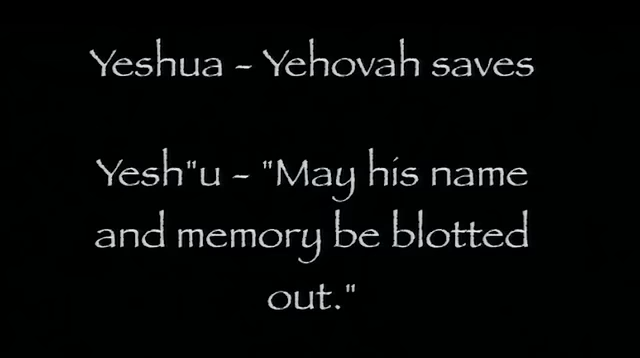 Yeshua - Yehovah saves
Yesh"u - "May his name
and memory be blotted
out."